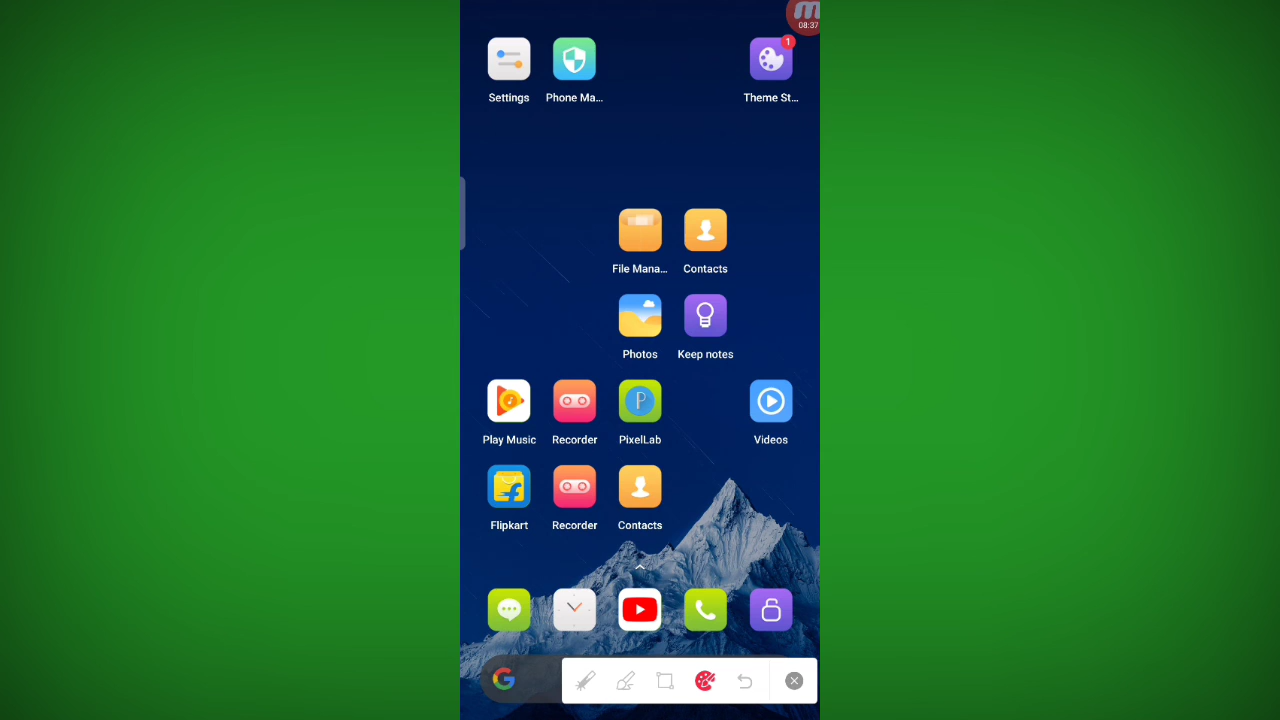 08:37
1
Settings
Phone Ma...
Theme St...
File Mana...
Contacts
Photos
Keep notes
P
Play Music
Recorder
PixelLab
Videos
Flipkart
Recorder
Contacts